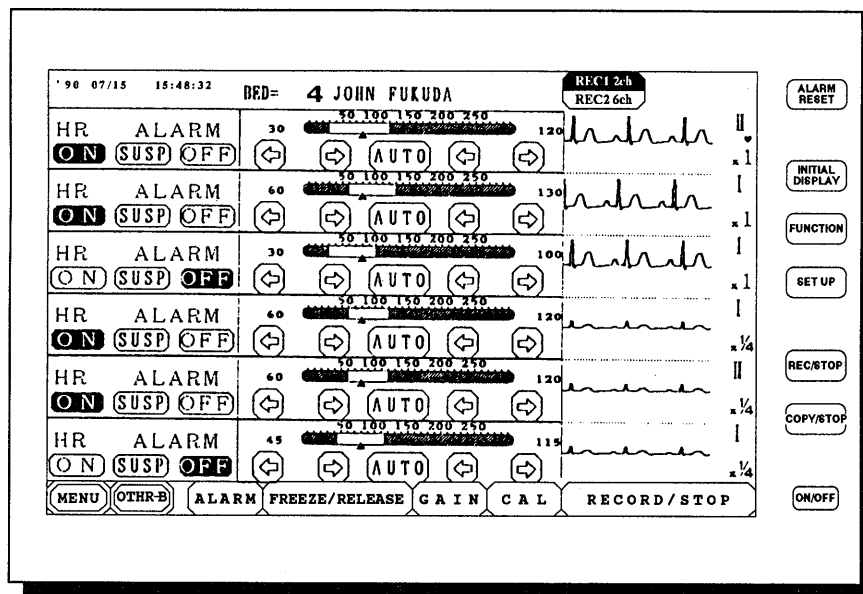 '90 07/15 15:48:32 BED= 4 JOHN FUKUDA REC1 2ch
REC2 6ch
ALARM RESET
50 100 150 200 250
HR ALARM 30 120 II
ON SUSP OFF AUTO x1
INITIAL DISPLAY
50 100 150 200 250
HR ALARM 60 130 I
ON SUSP OFF AUTO x1
FUNCTION
50 100 150 200 250
HR ALARM 30 100 I
ON SUSP OFF AUTO x1
SET UP
50 100 150 200 250
HR ALARM 60 120 I
ON SUSP OFF AUTO x1/4
REC/STOP
50 100 150 200 250
HR ALARM 60 120 II
ON SUSP OFF AUTO x1/4
COPY/STOP
50 100 150 200 250
HR ALARM 45 115 I
ON SUSP OFF AUTO x1/4
MENU OTHR-B ALARM FREEZE/RELEASE GAIN CAL RECORD/STOP
ON/OFF